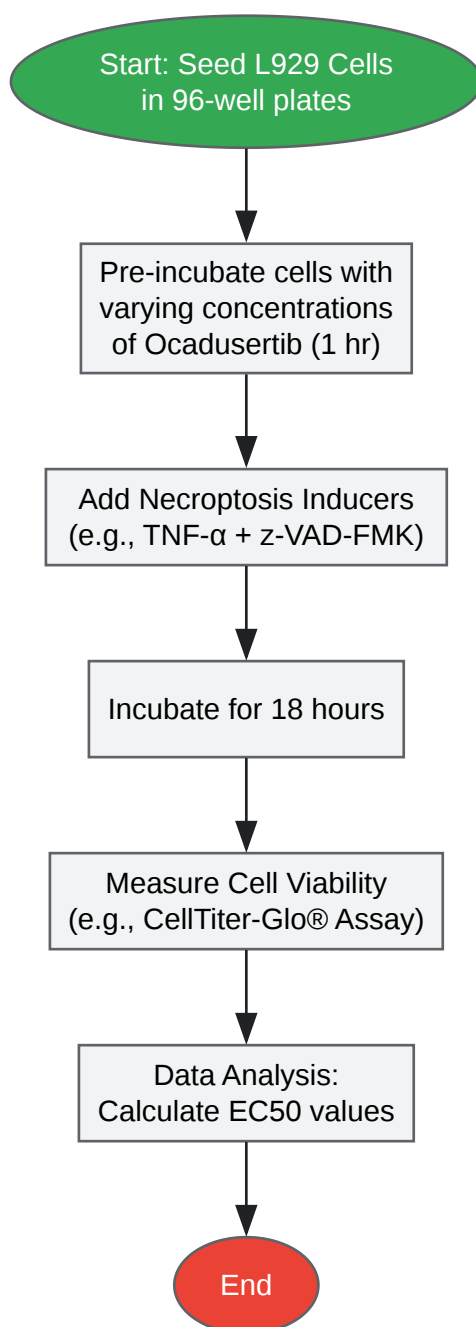 Start: Seed L929 Cells
in 96-well plates
Pre-incubate cells with
varying concentrations
of Ocadusertib (1 hr)
Add Necroptosis Inducers
(e.g., TNF-α + z-VAD-FMK)
Incubate for 18 hours
Measure Cell Viability
(e.g., CellTiter-Glo® Assay)
Data Analysis:
Calculate EC50 values
End